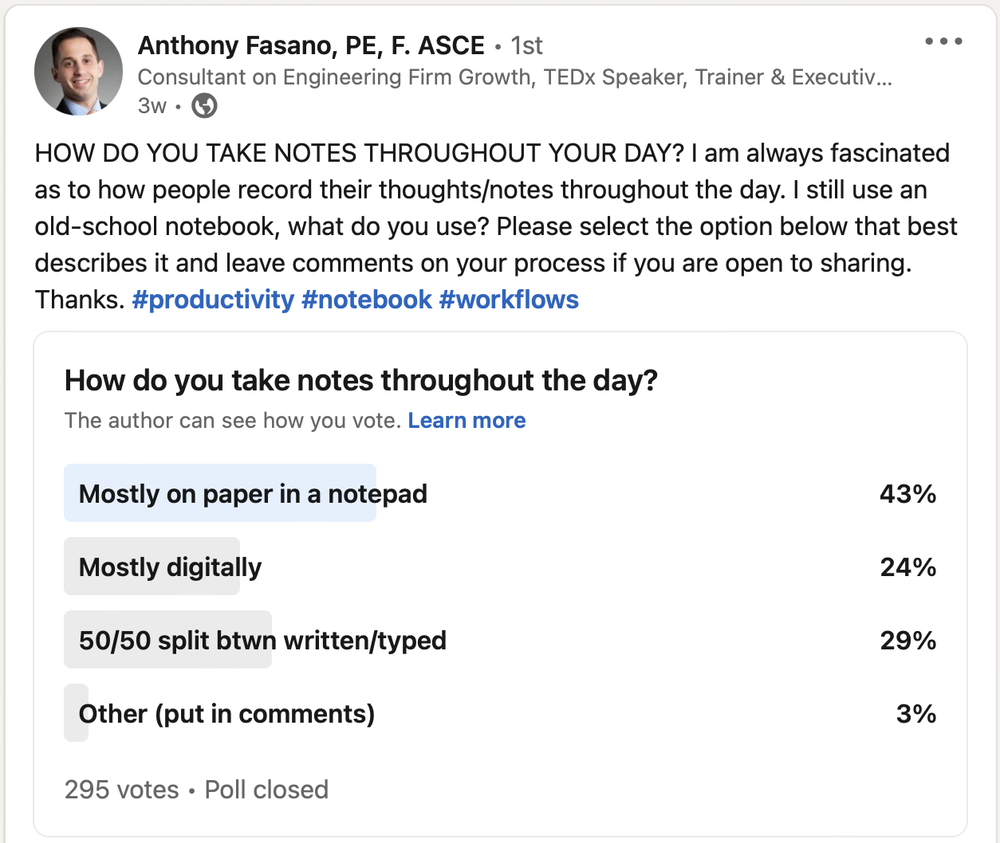 Anthony Fasano, PE, F. ASCE • 1st
Consultant on Engineering Firm Growth, TEDx Speaker, Trainer & Executiv...
3w •
HOW DO YOU TAKE NOTES THROUGHOUT YOUR DAY? I am always fascinated
as to how people record their thoughts/notes throughout the day. I still use an
old-school notebook, what do you use? Please select the option below that best
describes it and leave comments on your process if you are open to sharing.
Thanks. #productivity #notebook #workflows
How do you take notes throughout the day?
The author can see how you vote. Learn more
Mostly on paper in a notepad 43%
Mostly digitally 24%
50/50 split btwn written/typed 29%
Other (put in comments) 3%
295 votes • Poll closed